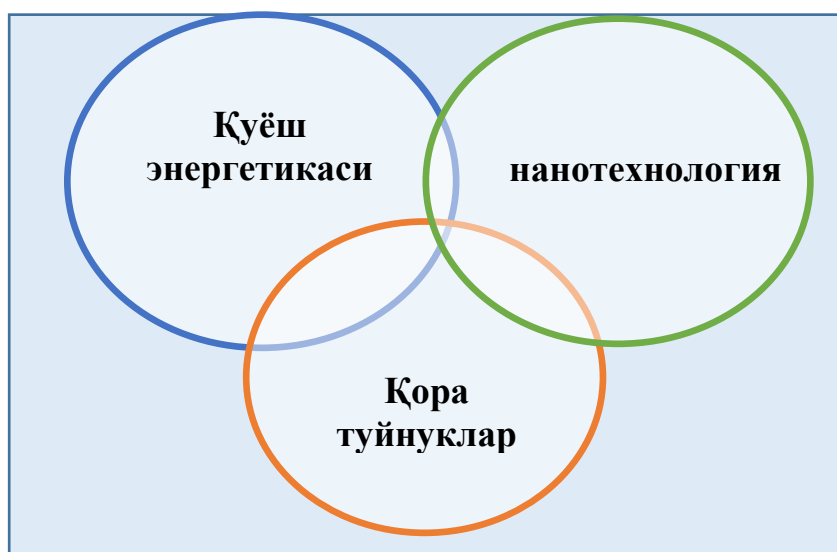 Қуёш
энергетикаси
нанотехнология
Қора
туйнуклар